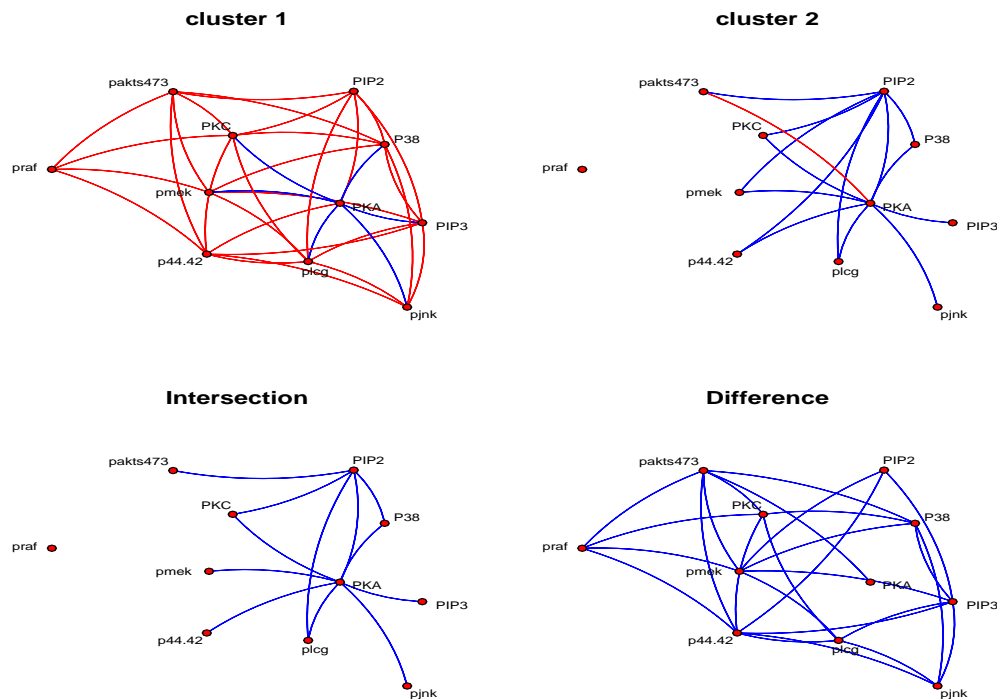 cluster 1
pakts473
PIP2
PKC
P38
praf
pmek
PKA
PIP3
p44.42
plcg
pjnk
cluster 2
pakts473
PIP2
PKC
P38
praf
pmek
PKA
PIP3
p44.42
plcg
pjnk
Intersection
PIP2
pakts473
PKC
P38
praf
pmek
PKA
PIP3
p44.42
plcg
pjnk
Difference
PIP2
pakts473
PKC
P38
praf
pmek
PKA
PIP3
p44.42
plcg
pjnk